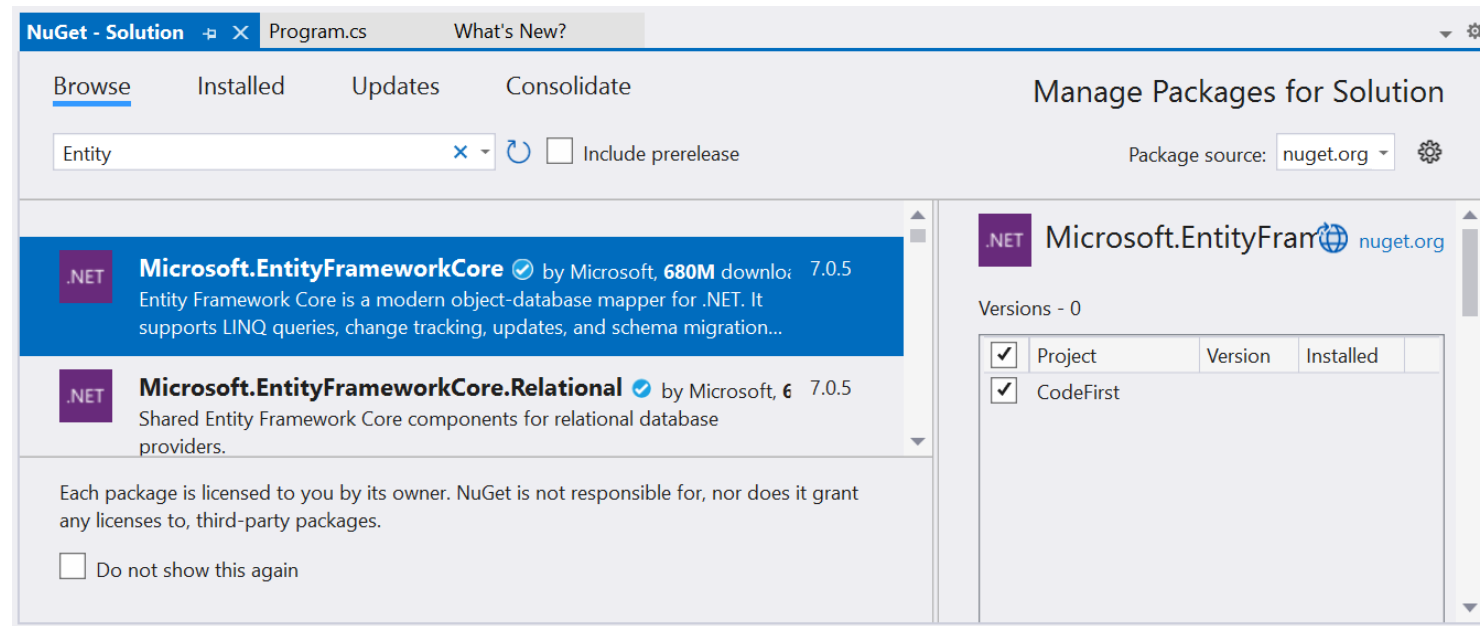 NuGet - Solution
Program.cs
What's New?
Browse
Installed
Updates
Consolidate
Manage Packages for Solution
Entity
Include prerelease
Package source: nuget.org
.NET
Microsoft.EntityFrameworkCore by Microsoft, 680M downloa 7.0.5
Entity Framework Core is a modern object-database mapper for .NET. It
supports LINQ queries, change tracking, updates, and schema migration...
.NET
Microsoft.EntityFrameworkCore.Relational by Microsoft, 6 7.0.5
Shared Entity Framework Core components for relational database
providers.
Each package is licensed to you by its owner. NuGet is not responsible for, nor does it grant
any licenses to, third-party packages.
Do not show this again
.NET
Microsoft.EntityFram nuget.org
Versions - 0
Project Version Installed
CodeFirst